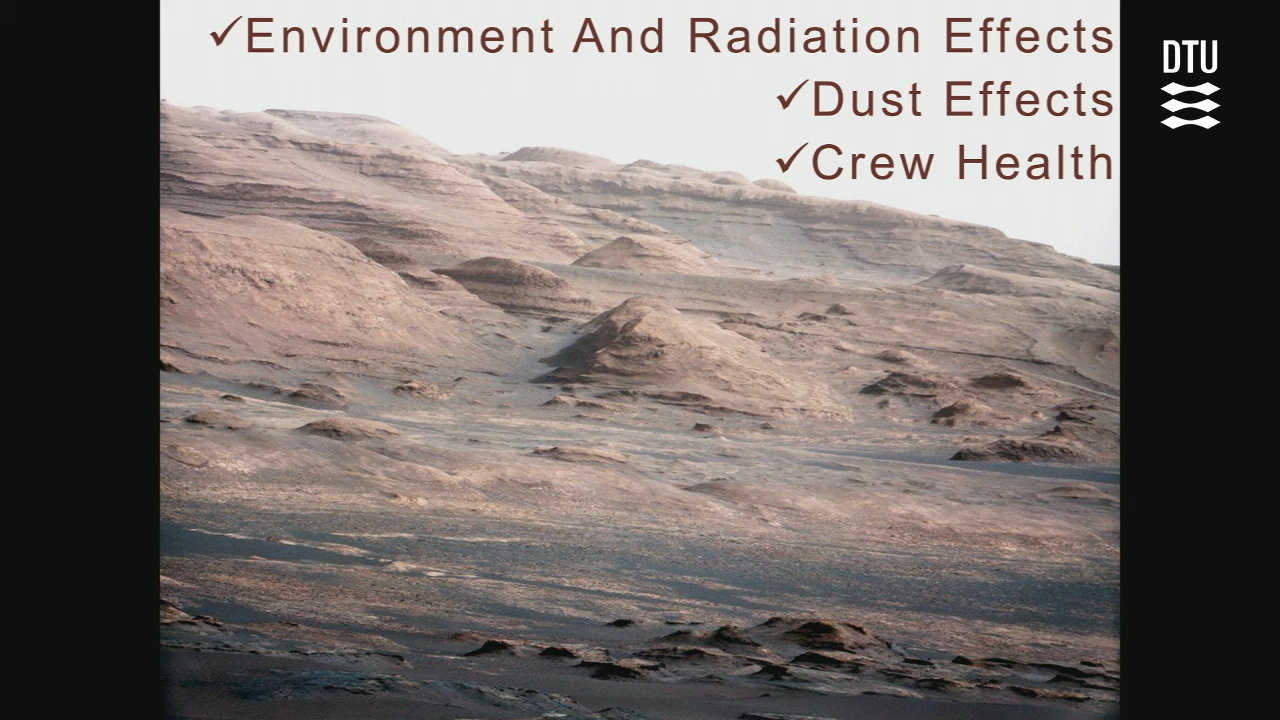 ✓Environment And Radiation Effects
✓Dust Effects
✓Crew Health
DTU